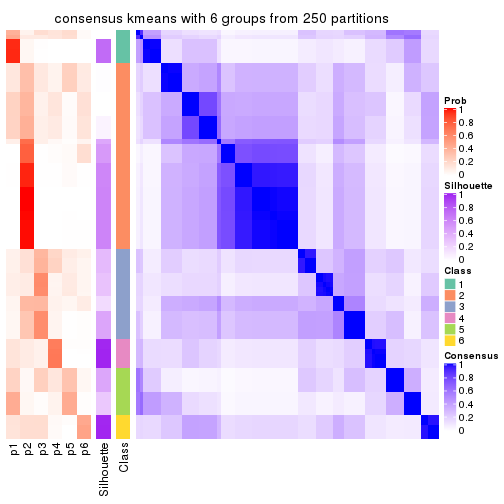 consensus kmeans with 6 groups from 250 partitions
Prob
1
0.8
0.6
0.4
0.2
0
Silhouette
1
0.8
0.6
0.4
0.2
0
Class
1
2
3
4
5
6
Consensus
1
0.8
0.6
0.4
0.2
0
p1
p2
p3
p4
p5
p6
Silhouette
Class